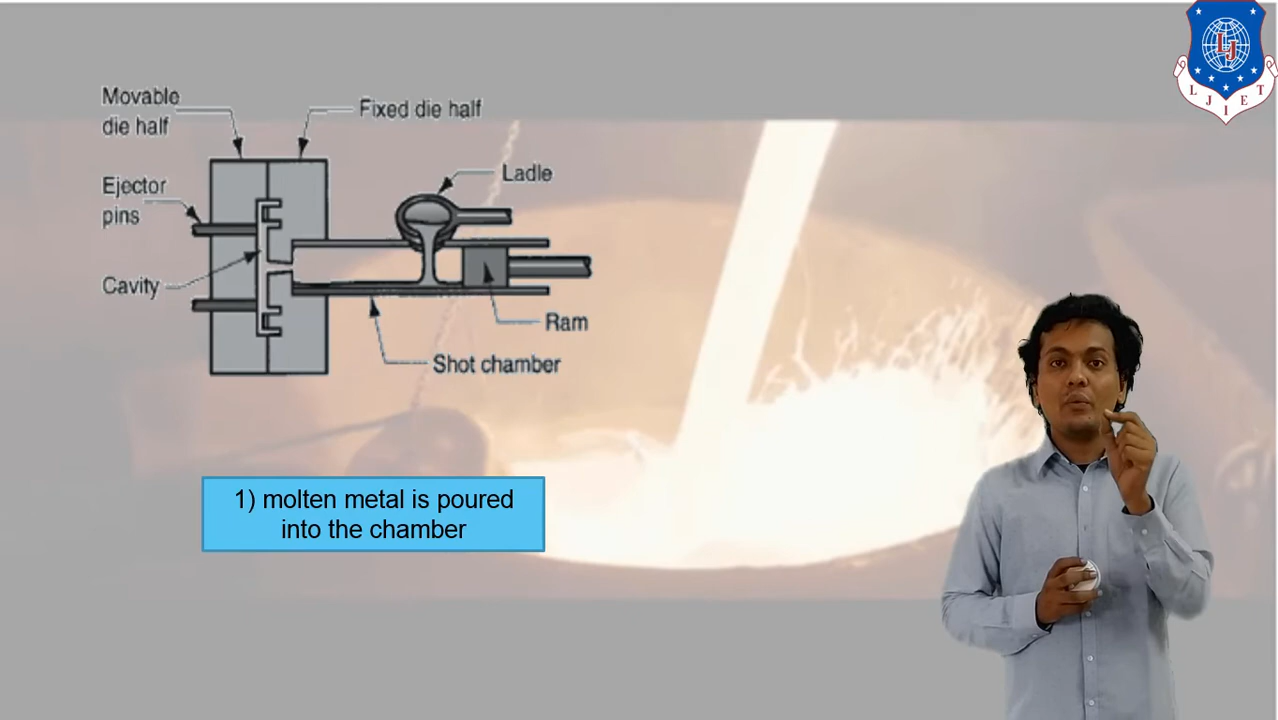 LJ
L J I E T
Movable
die half
Fixed die half
Ladle
Ejector
pins
Cavity
Ram
Shot chamber
1) molten metal is poured
into the chamber